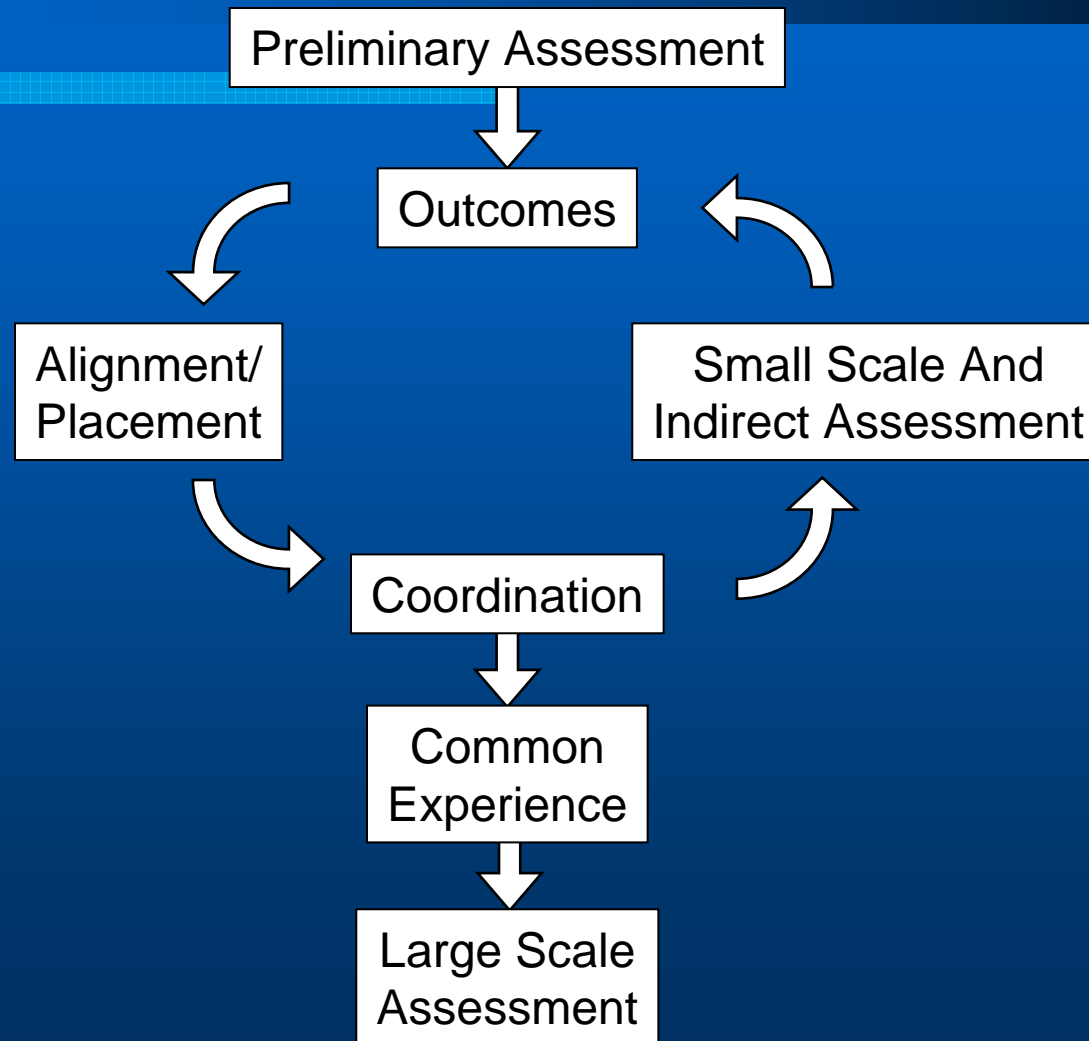 Preliminary Assessment
Outcomes
Alignment/
Placement
Small Scale And
Indirect Assessment
Coordination
Common
Experience
Large Scale
Assessment